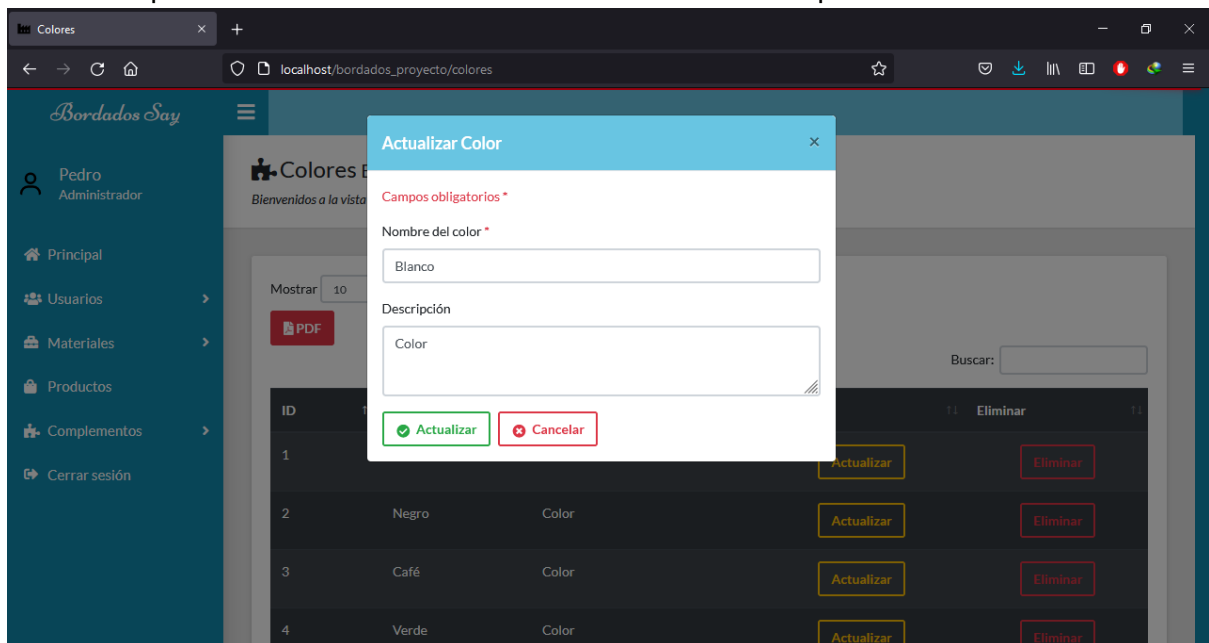 Colores
localhost/bordados_proyecto/colores
Bordados Say
Pedro
Administrador
Principal
Usuarios
Materiales
Productos
Complementos
Cerrar sesión
Colores
Bienvenidos a la vista
Mostrar 10
PDF
Buscar:
ID
Eliminar
1
Actualizar
Eliminar
2 Negro Color
Actualizar
Eliminar
3 Café Color
Actualizar
Eliminar
4 Verde Color
Actualizar
Eliminar
Actualizar Color
Campos obligatorios *
Nombre del color *
Blanco
Descripción
Color
Actualizar
Cancelar